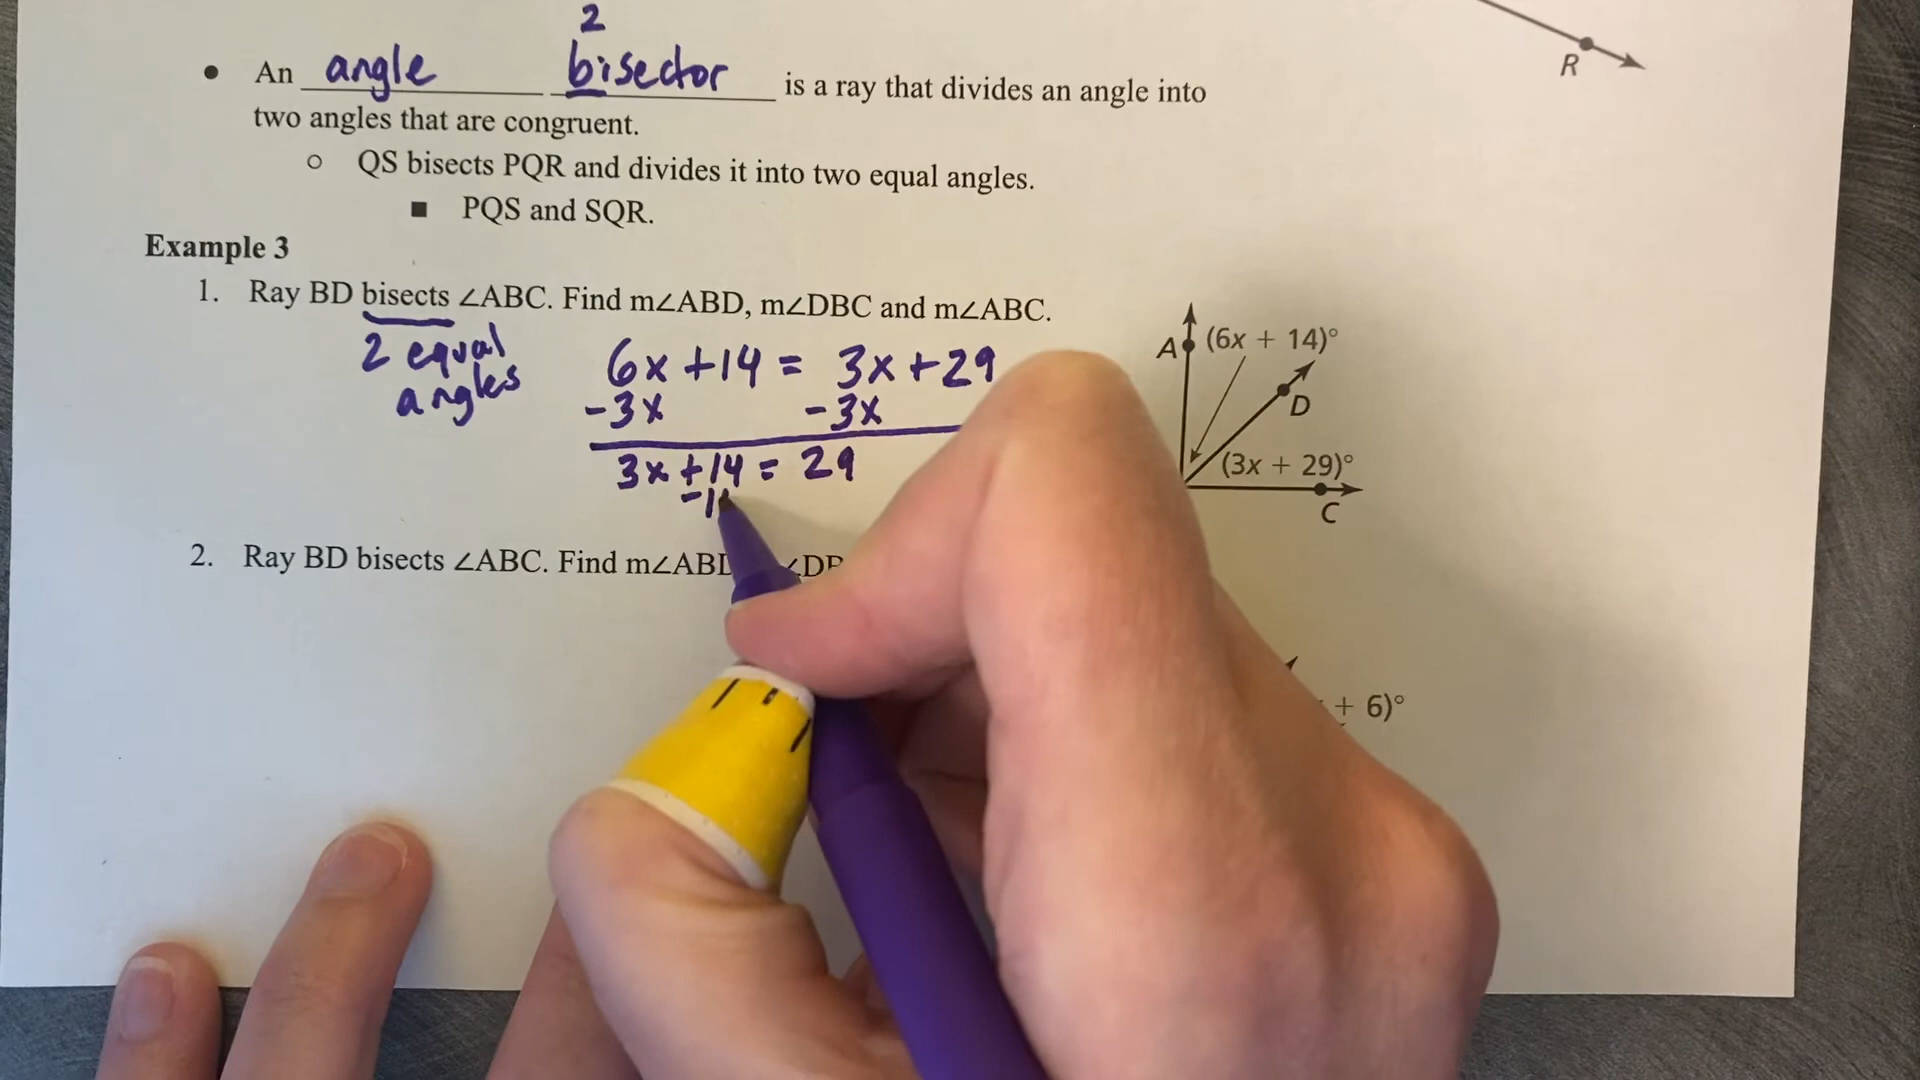 2
• An angle bisector is a ray that divides an angle into
two angles that are congruent.
○ QS bisects PQR and divides it into two equal angles.
■ PQS and SQR.
R
Example 3
1. Ray BD bisects ∠ABC. Find m∠ABD, m∠DBC and m∠ABC.
2 equal
angles
6x + 14 = 3x + 29
-3x -3x
3x + 14 = 29
A (6x + 14)°
D
(3x + 29)°
C
2. Ray BD bisects ∠ABC. Find
+ 6)°